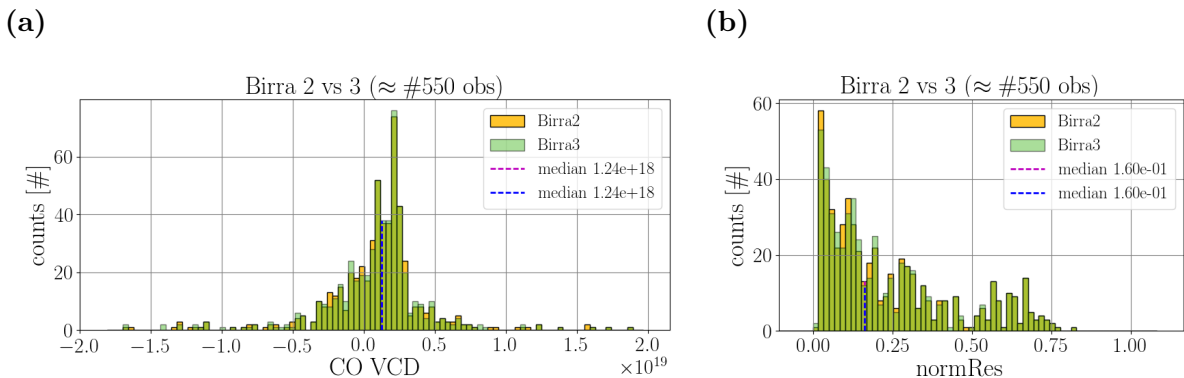 (a)
Birra 2 vs 3 (≈ #550 obs)
counts [#]
60
40
20
0
Birra2
Birra3
median 1.24e+18
median 1.24e+18
−2.0 −1.5 −1.0 −0.5 0.0 0.5 1.0 1.5 2.0
×10¹⁹
CO VCD
(b)
Birra 2 vs 3 (≈ #550 obs)
counts [#]
60
40
20
0
Birra2
Birra3
median 1.60e-01
median 1.60e-01
0.00 0.25 0.50 0.75 1.00
normRes